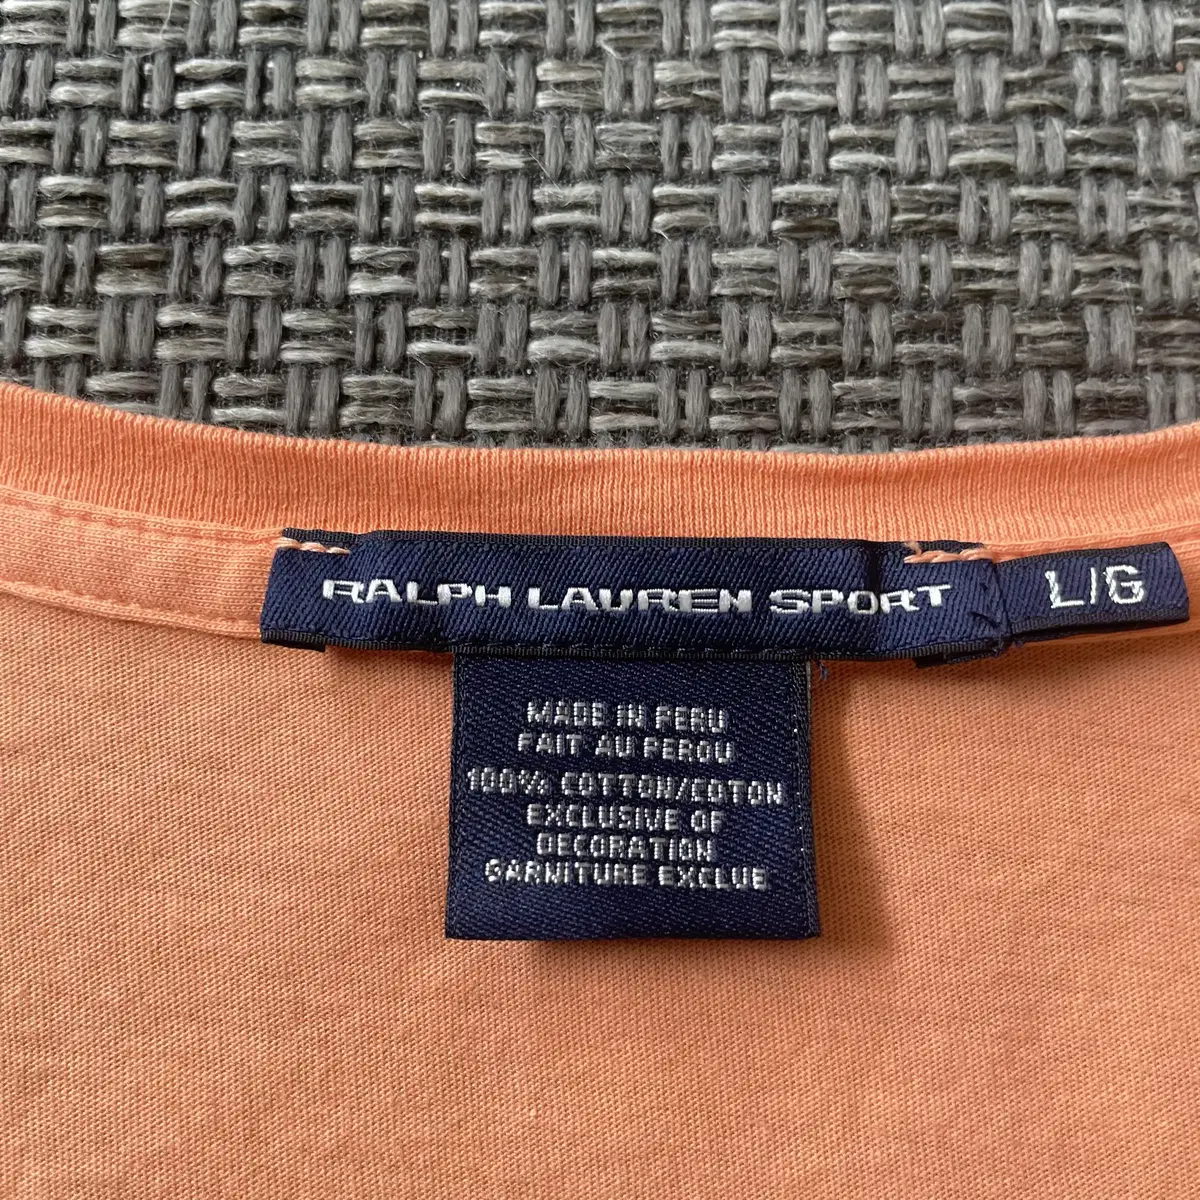 RALPH LAUREN SPORT
L/G
MADE IN PERU
FAIT AU PEROU
100% COTTON/COTON
EXCLUSIVE OF
DECORATION
GARNITURE EXCLUE